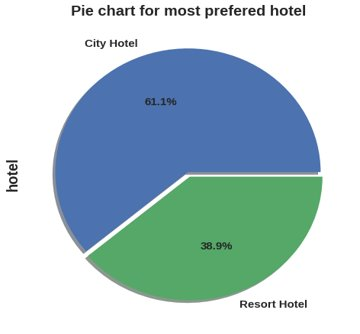 Pie chart for most prefered hotel
City Hotel
61.1%
hotel
38.9%
Resort Hotel